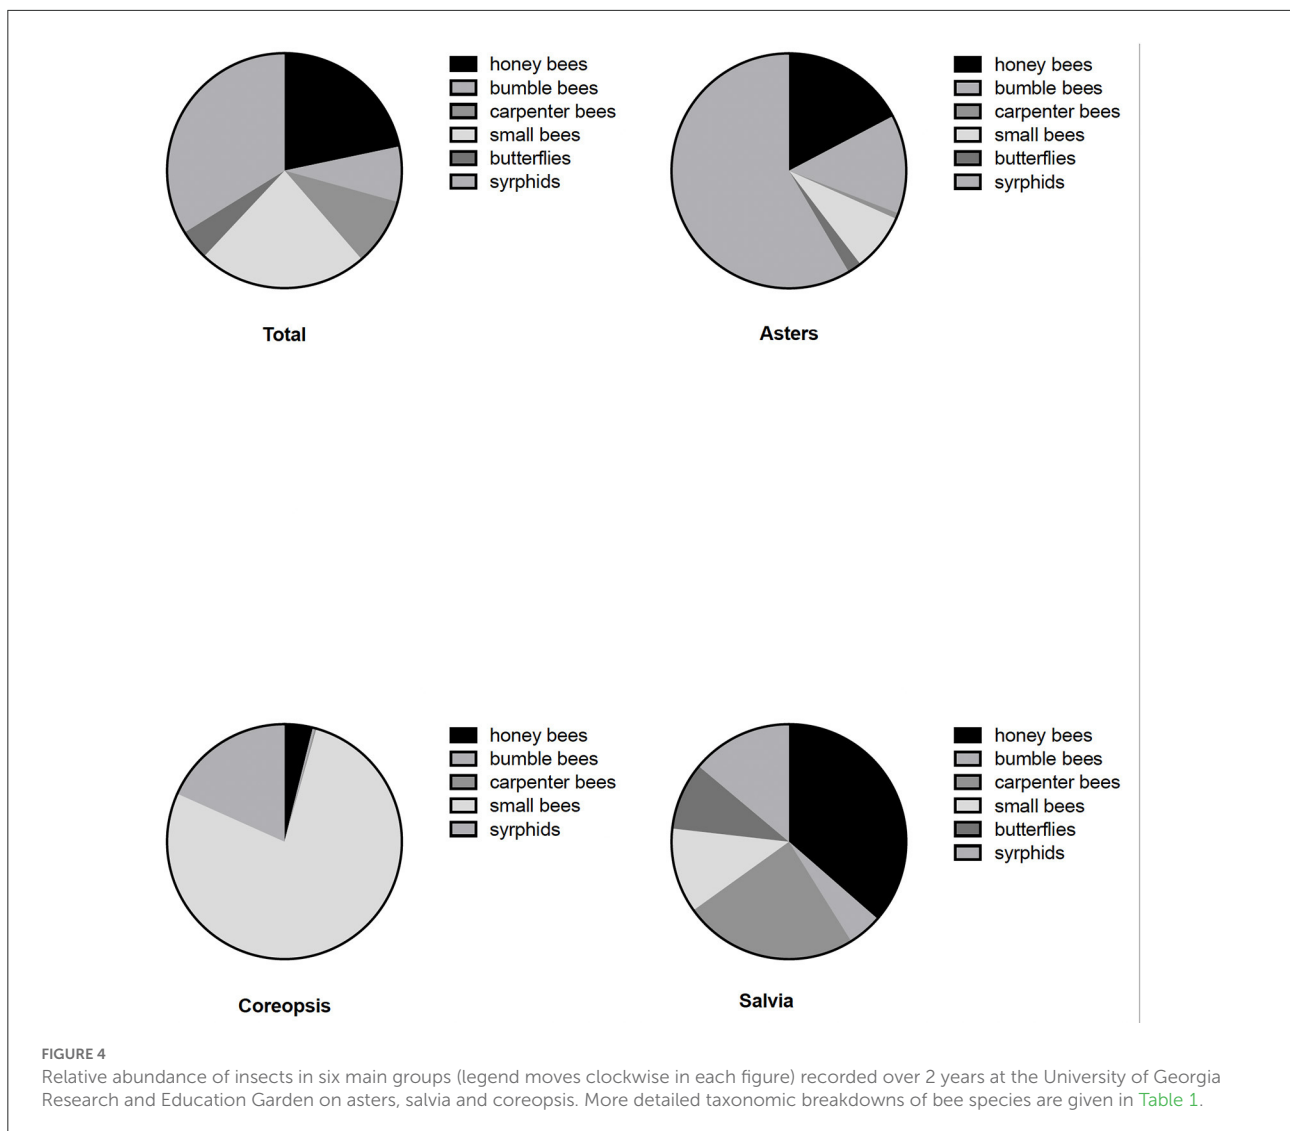 honey bees
bumble bees
carpenter bees
small bees
butterflies
syrphids
Total
honey bees
bumble bees
carpenter bees
small bees
butterflies
syrphids
Asters
honey bees
bumble bees
carpenter bees
small bees
syrphids
Coreopsis
honey bees
bumble bees
carpenter bees
small bees
butterflies
syrphids
Salvia
FIGURE 4
Relative abundance of insects in six main groups (legend moves clockwise in each figure) recorded over 2 years at the University of Georgia
Research and Education Garden on asters, salvia and coreopsis. More detailed taxonomic breakdowns of bee species are given in Table 1.